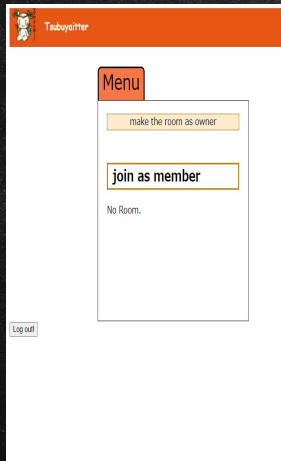 Tsubuyaitter
Menu
make the room as owner
join as member
No Room.
Log out!